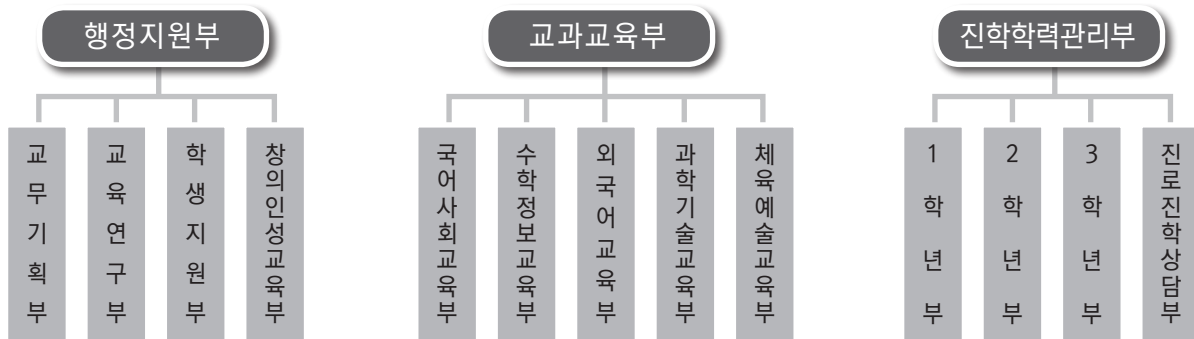 행정지원부
교무기획부
교육연구부
학생지원부
창의인성교육부
교과교육부
국어사회교육부
수학정보교육부
외국어교육부
과학기술교육부
체육예술교육부
진학학력관리부
1학년부
2학년부
3학년부
진로진학상담부